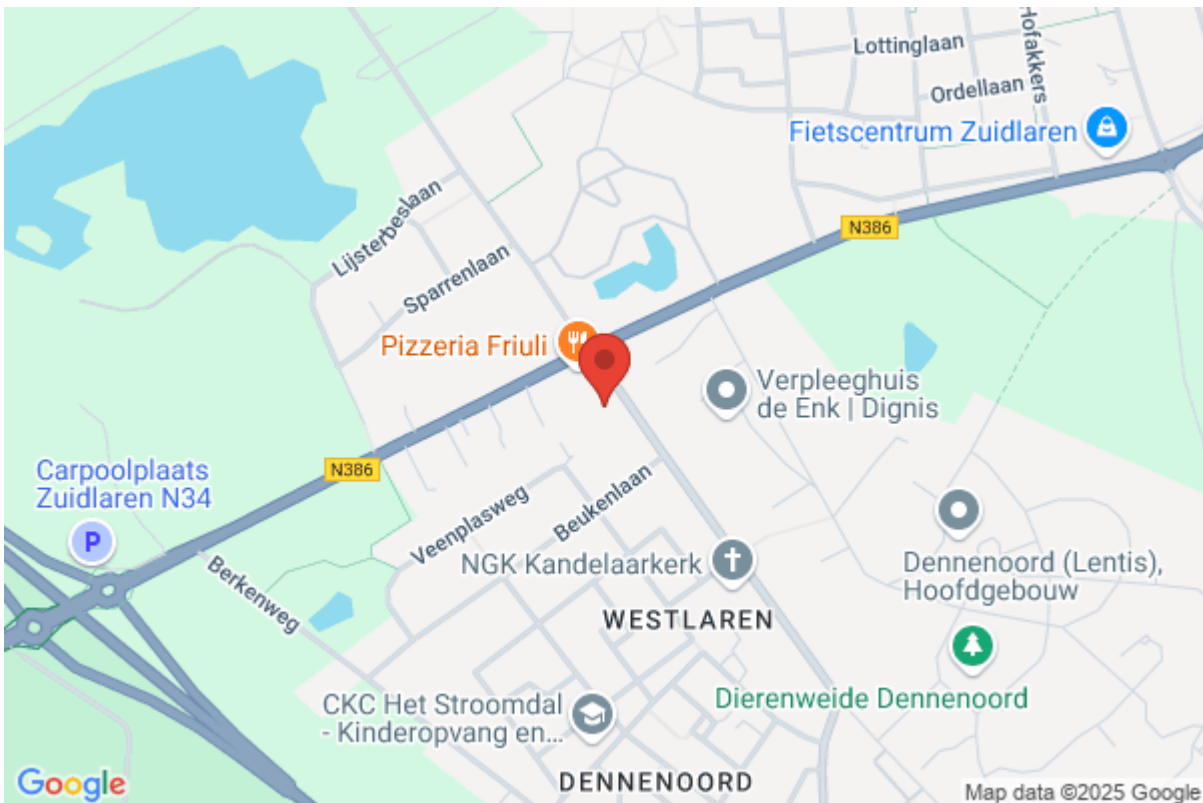 Lottinglaan
Hofakkers
Ordellaan
Fietscentrum Zuidlaren
Lijsterbeslaan
N386
Sparrenlaan
Pizzeria Friuli
Verpleeghuis
de Enk | Dignis
Carpoolplaats
Zuidlaren N34
N386
P
Veenplasweg
Beukenlaan
NGK Kandelaarkerk
Dennenoord (Lentis),
Hoofdgebouw
Berkenweg
WESTLAREN
Dierenweide Dennenoord
CKC Het Stroomdal
- Kinderopvang en...
DENNENOORD
Google
Map data ©2025 Google